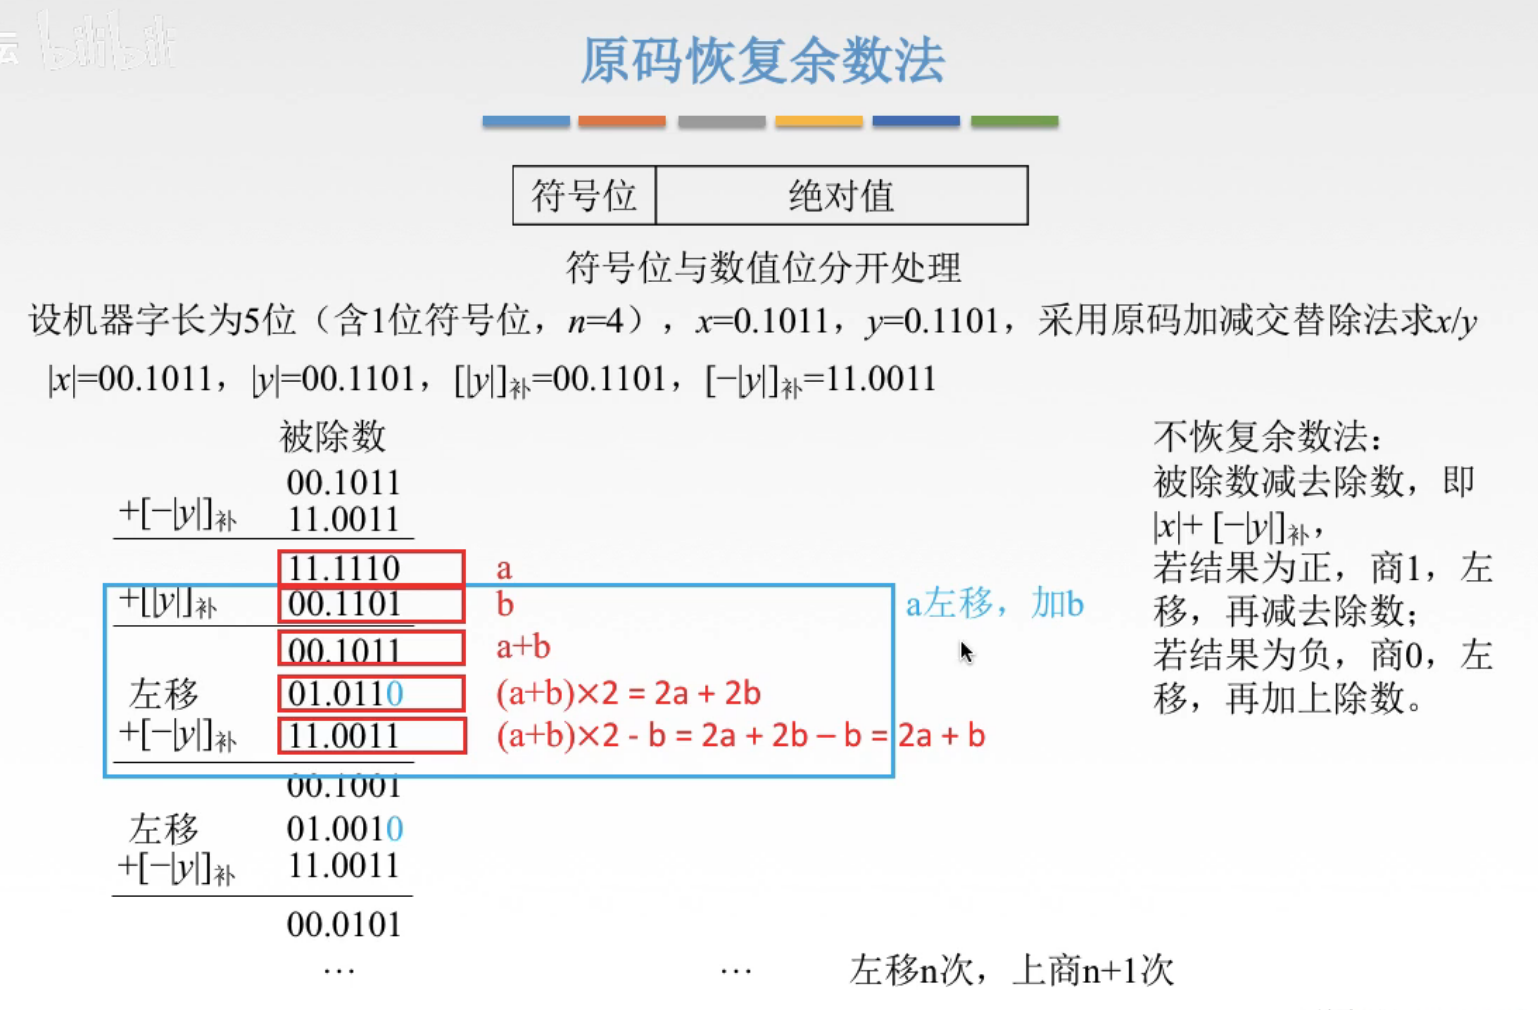 bilibili
原码恢复余数法
符号位 绝对值
符号位与数值位分开处理
设机器字长为5位（含1位符号位，n=4），x=0.1011，y=0.1101，采用原码加减交替除法求x/y
|x|=00.1011，|y|=00.1101，[|y|]补=00.1101，[−|y|]补=11.0011
被除数
00.1011
+[−|y|]补 11.0011
11.1110 a
+[|y|]补 00.1101 b
00.1011 a+b
左移 01.0110 (a+b)×2 = 2a + 2b
+[−|y|]补 11.0011 (a+b)×2 - b = 2a + 2b – b = 2a + b
00.1001
左移 01.0010
+[−|y|]补 11.0011
00.0101
… …
a左移，加b
不恢复余数法：
被除数减去除数，即
|x|+ [−|y|]补，
若结果为正，商1，左
移，再减去除数；
若结果为负，商0，左
移，再加上除数。
左移n次，上商n+1次